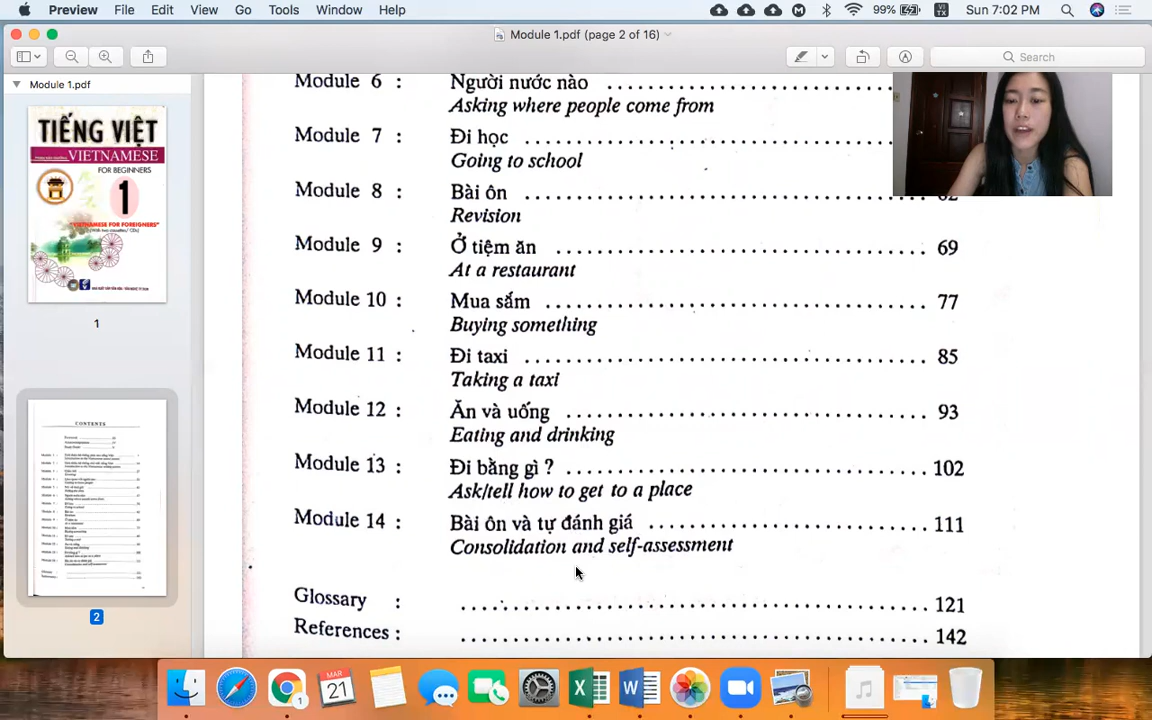 Preview File Edit View Go Tools Window Help
99% VI TX Sun 7:02 PM
Module 1.pdf (page 2 of 16)
Search
Module 1.pdf
TIẾNG VIỆT
VIETNAMESE
FOR BEGINNERS
1
"VIETNAMESE FOR FOREIGNERS"
1
CONTENTS
2
Module 6 : Người nước nào
Asking where people come from
Module 7 : Đi học
Going to school
Module 8 : Bài ôn
Revision
Module 9 : Ở tiệm ăn 69
At a restaurant
Module 10 : Mua sắm 77
Buying something
Module 11 : Đi taxi 85
Taking a taxi
Module 12 : Ăn và uống 93
Eating and drinking
Module 13 : Đi bằng gì ? 102
Ask/tell how to get to a place
Module 14 : Bài ôn và tự đánh giá 111
Consolidation and self-assessment
Glossary : 121
References : 142
MAR
21